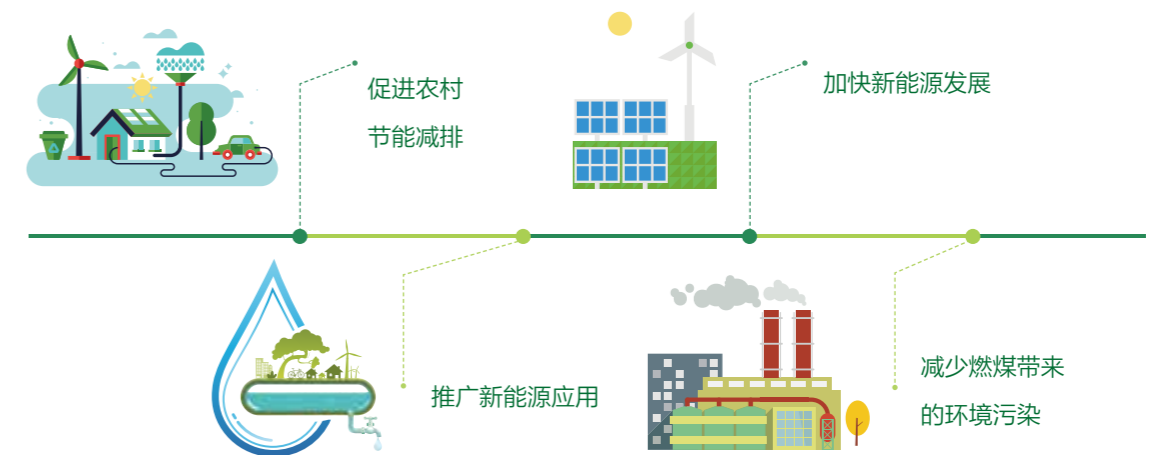 促进农村
节能减排
加快新能源发展
推广新能源应用
减少燃煤带来
的环境污染